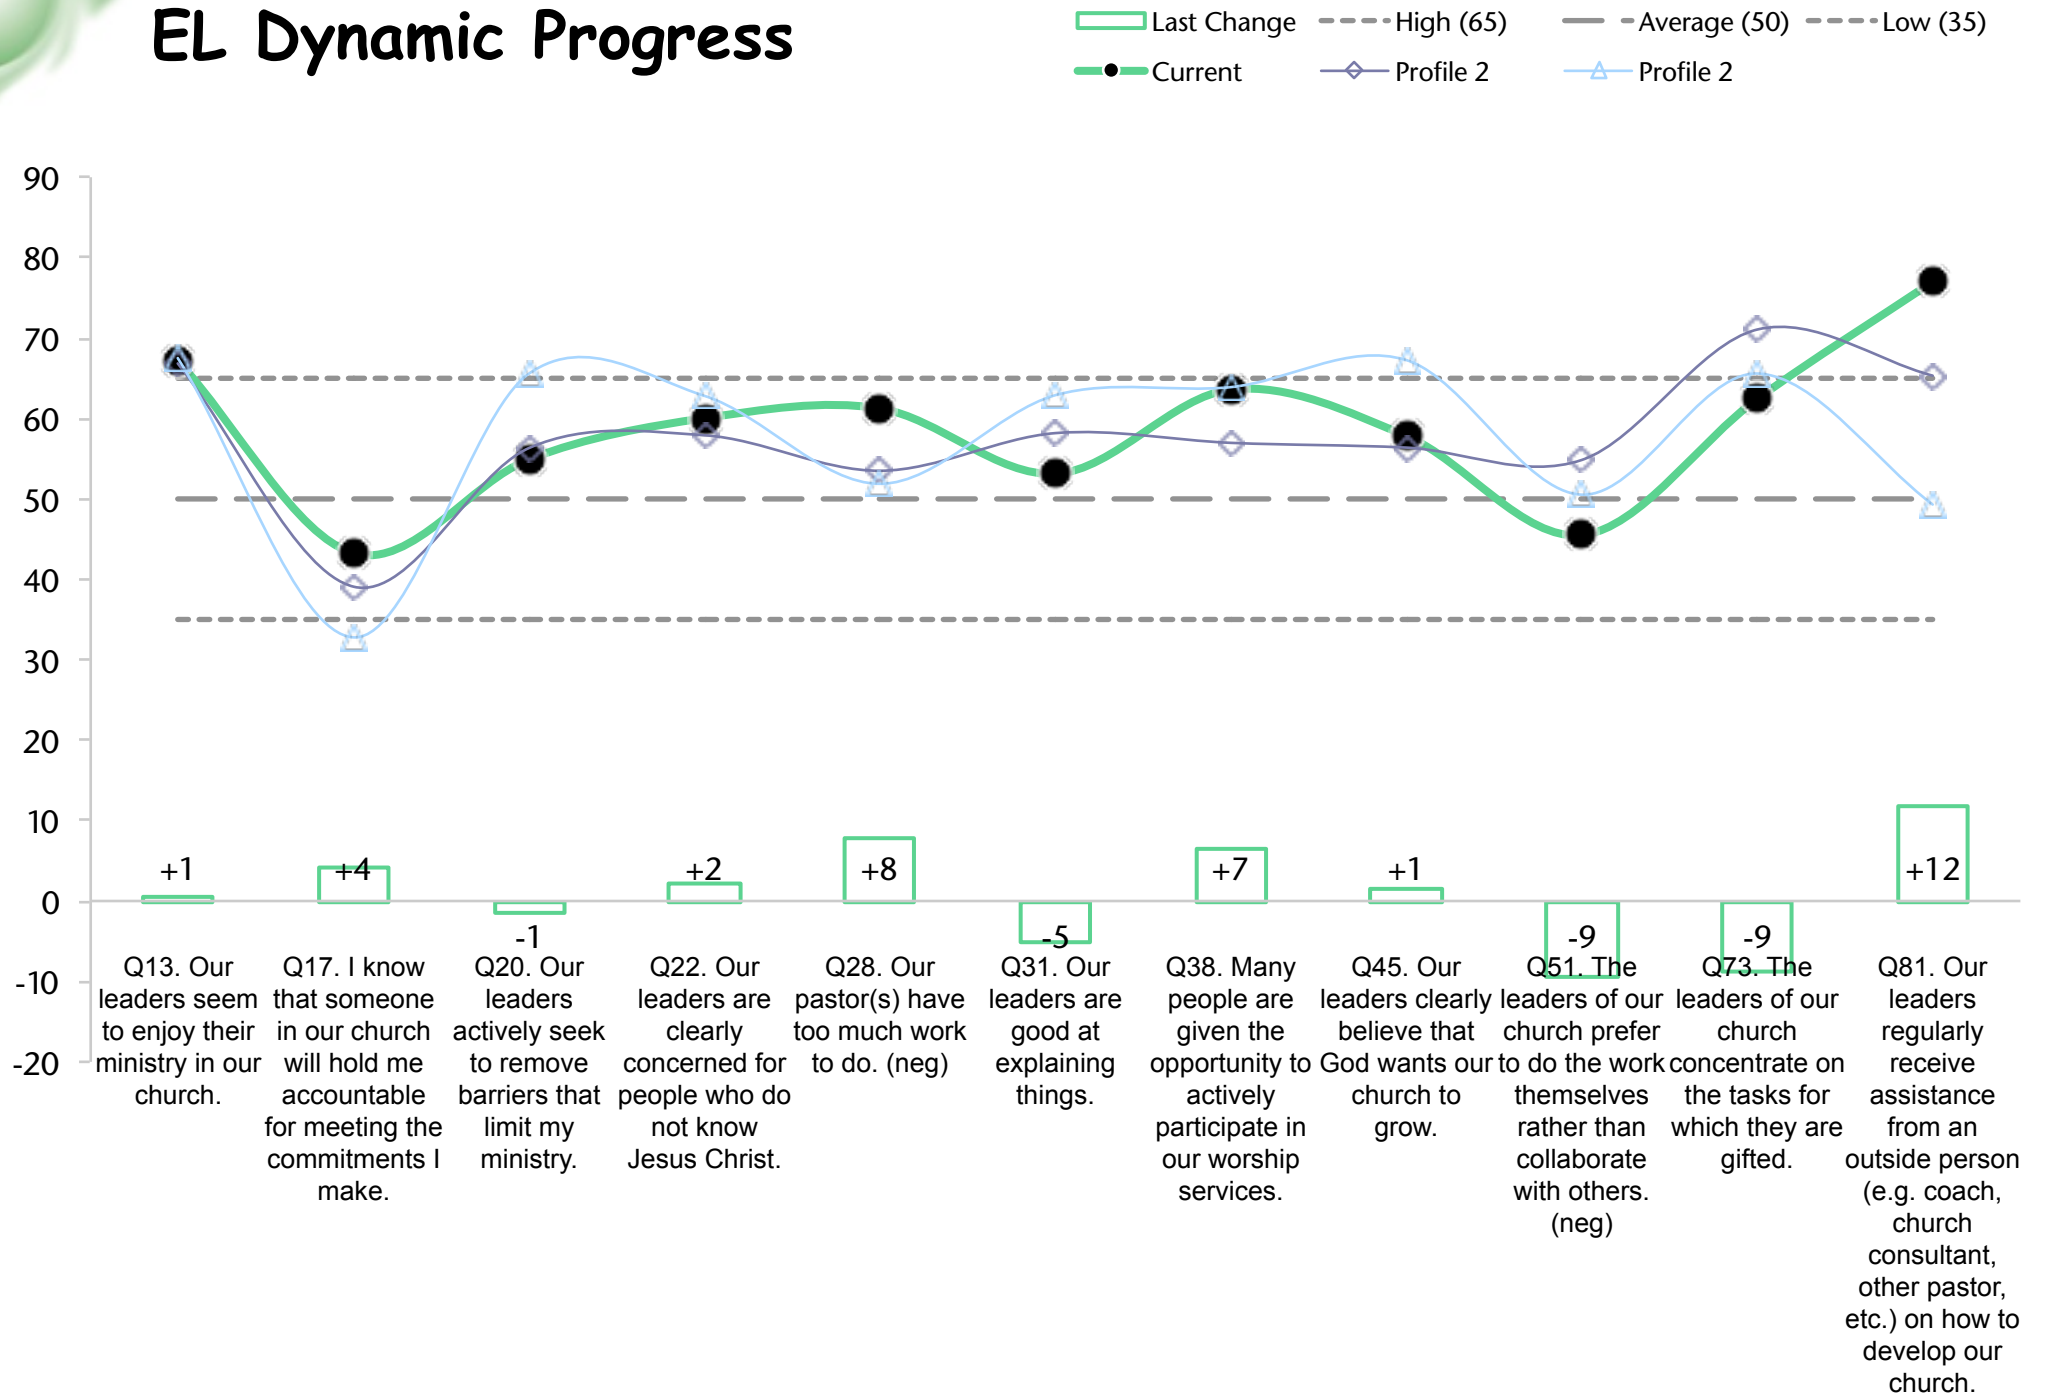 EL Dynamic Progress
Last Change
High (65)
Average (50)
Low (35)
Current
Profile 2
Profile 2
90
80
70
60
50
40
30
20
10
0
-10
-20
+1
+4
-1
+2
+8
-5
+7
+1
-9
-9
+12
Q13. Our
leaders seem
to enjoy their
ministry in our
church.
Q17. I know
that someone
in our church
will hold me
accountable
for meeting the
commitments I
make.
Q20. Our
leaders
actively seek
to remove
barriers that
limit my
ministry.
Q22. Our
leaders are
clearly
concerned for
people who do
not know
Jesus Christ.
Q28. Our
pastor(s) have
too much work
to do. (neg)
Q31. Our
leaders are
good at
explaining
things.
Q38. Many
people are
given the
opportunity to
actively
participate in
our worship
services.
Q45. Our
leaders clearly
believe that
God wants our
church to
grow.
Q51. The
leaders of our
church prefer
to do the work
themselves
rather than
collaborate
with others.
(neg)
Q73. The
leaders of our
church
concentrate on
the tasks for
which they are
gifted.
Q81. Our
leaders
regularly
receive
assistance
from an
outside person
(e.g. coach,
church
consultant,
other pastor,
etc.) on how to
develop our
church.